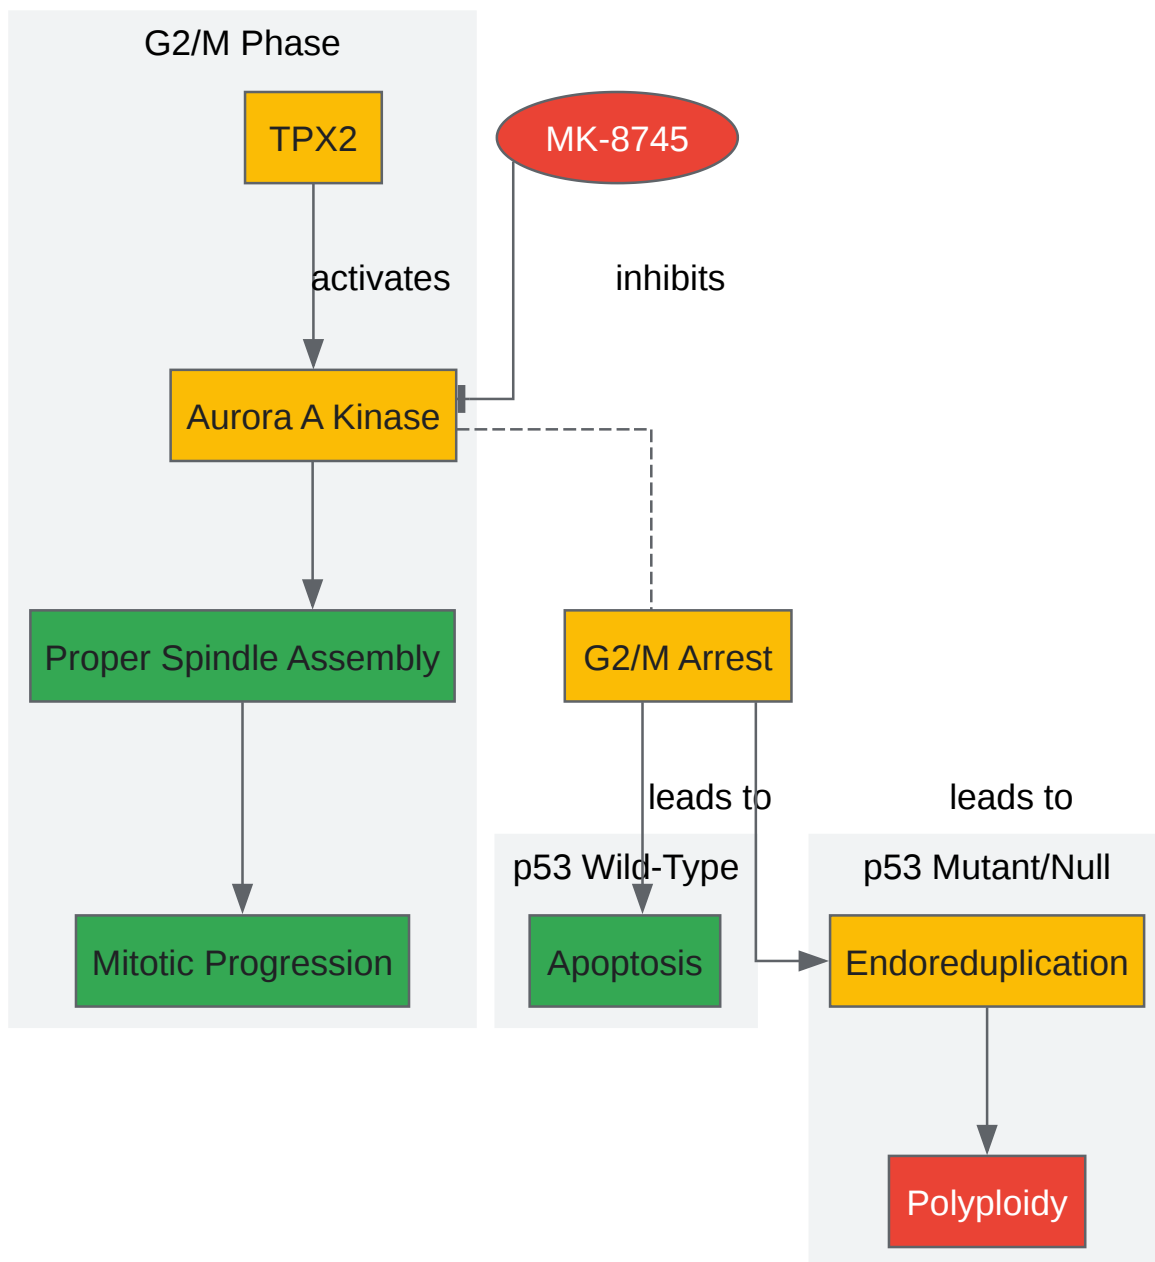 G2/M Phase
TPX2
MK-8745
activates
inhibits
Aurora A Kinase
Proper Spindle Assembly
G2/M Arrest
leads to
leads to
p53 Wild-Type
p53 Mutant/Null
Mitotic Progression
Apoptosis
Endoreduplication
Polyploidy